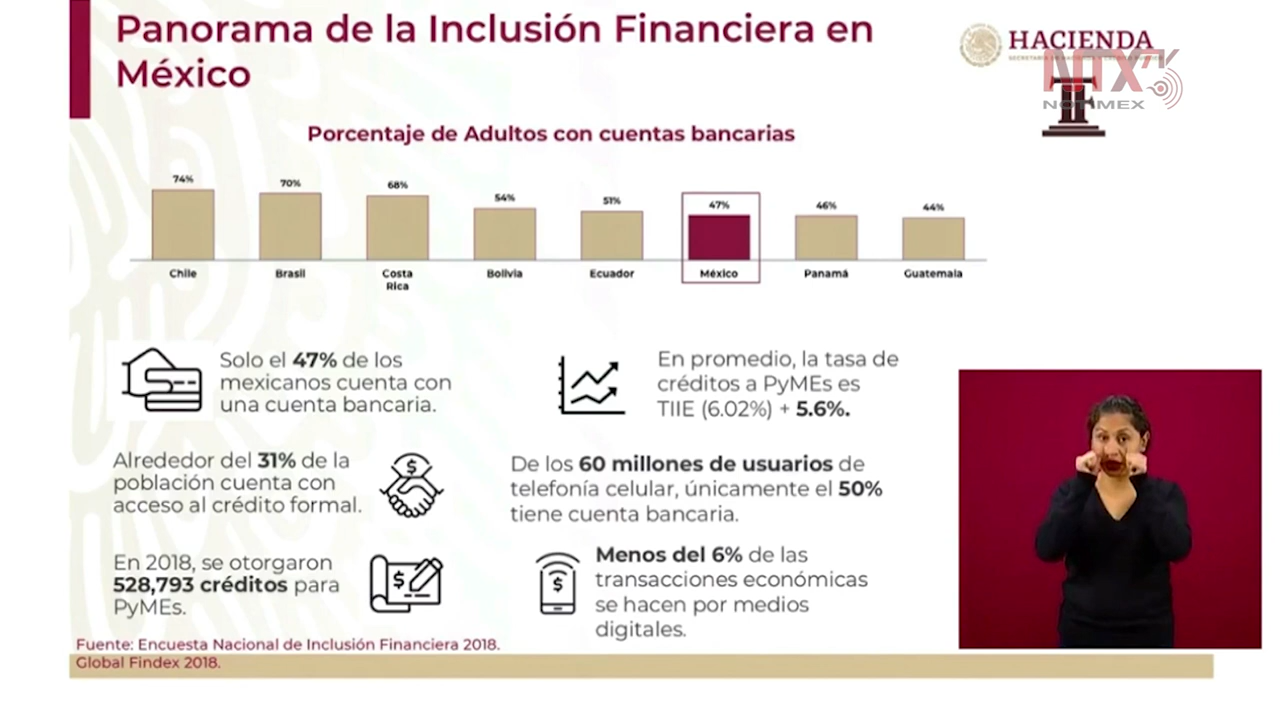 Panorama de la Inclusión Financiera en
México
HACIENDA
NOTIMEX
Porcentaje de Adultos con cuentas bancarias
74%
70%
68%
54%
51%
47%
46%
44%
Chile
Brasil
Costa
Rica
Bolivia
Ecuador
México
Panamá
Guatemala
Solo el 47% de los
mexicanos cuenta con
una cuenta bancaria.
En promedio, la tasa de
créditos a PyMEs es
TIIE (6.02%) + 5.6%.
Alrededor del 31% de la
población cuenta con
acceso al crédito formal.
De los 60 millones de usuarios de
telefonía celular, únicamente el 50%
tiene cuenta bancaria.
En 2018, se otorgaron
528,793 créditos para
PyMEs.
Menos del 6% de las
transacciones económicas
se hacen por medios
digitales.
Fuente: Encuesta Nacional de Inclusión Financiera 2018.
Global Findex 2018.